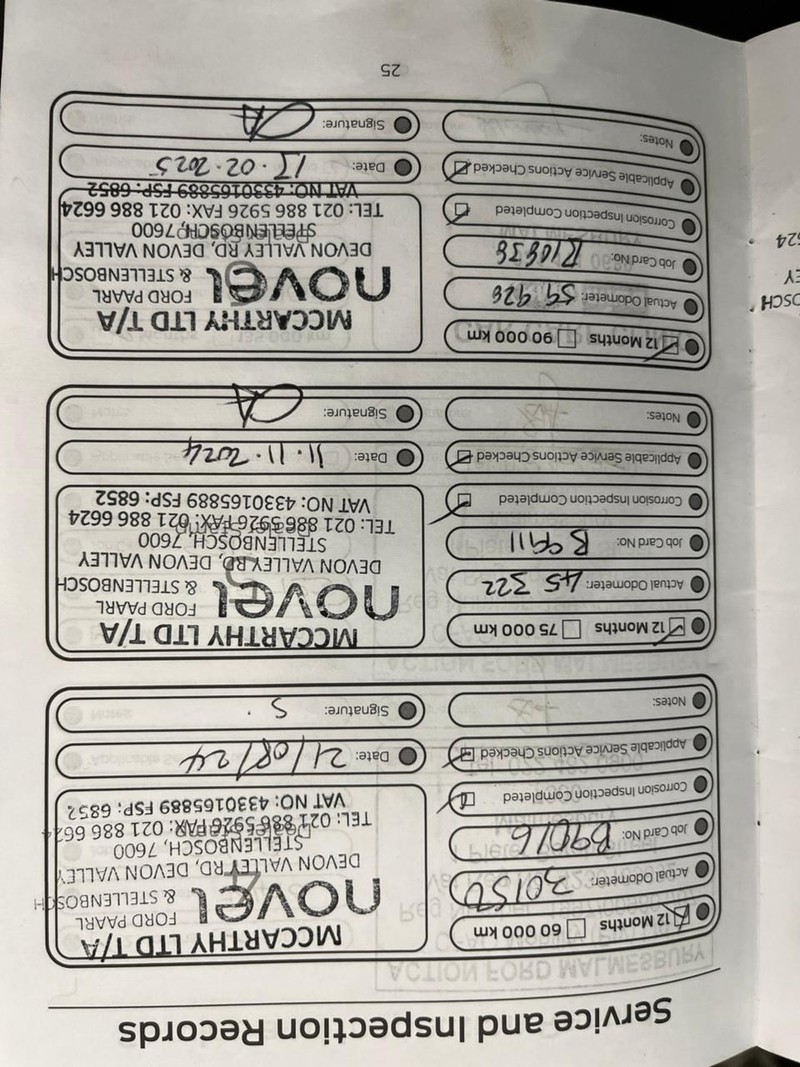 Service and Inspection Records
12 Months 60 0000 km
Actual Odometer: 30150
Job Card No: B9016
Corrosion Inspection Completed
Applicable Service Actions Checked
Notes:
MCCARTHY LTD T/A
novel FORD PAARL
& STELLENBOSCH
DEVON VALLEY RD, DEVON VALLEY
STELLENBOSCH, 7600
TEL: 021 886 5926 FAX: 021 886 6624
VAT NO: 4330165889 FSP: 6852
Date: 21/08/24
Signature: S
12 Months 75 000 km
Actual Odometer: 45 322
Job Card No: B9911
Corrosion Inspection Completed
Applicable Service Actions Checked
Notes:
MCCARTHY LTD T/A
novel FORD PAARL
& STELLENBOSCH
DEVON VALLEY RD, DEVON VALLEY
STELLENBOSCH, 7600
TEL: 021 886 5926 FAX: 021 886 6624
VAT NO: 4330165889 FSP: 6852
Date: 11·11·2024
Signature:
12 Months 90 000 km
Actual Odometer: 59 926
Job Card No:
Corrosion Inspection Completed
Applicable Service Actions Checked
Notes:
MCCARTHY LTD T/A
novel FORD PAARL
& STELLENBOSCH
DEVON VALLEY RD, DEVON VALLEY
STELLENBOSCH, 7600
TEL: 021 886 5926 FAX: 021 886 6624
VAT NO: 4330165889 FSP: 6852
Date: 17·02·2025
Signature:
25
OSCH
EY
624